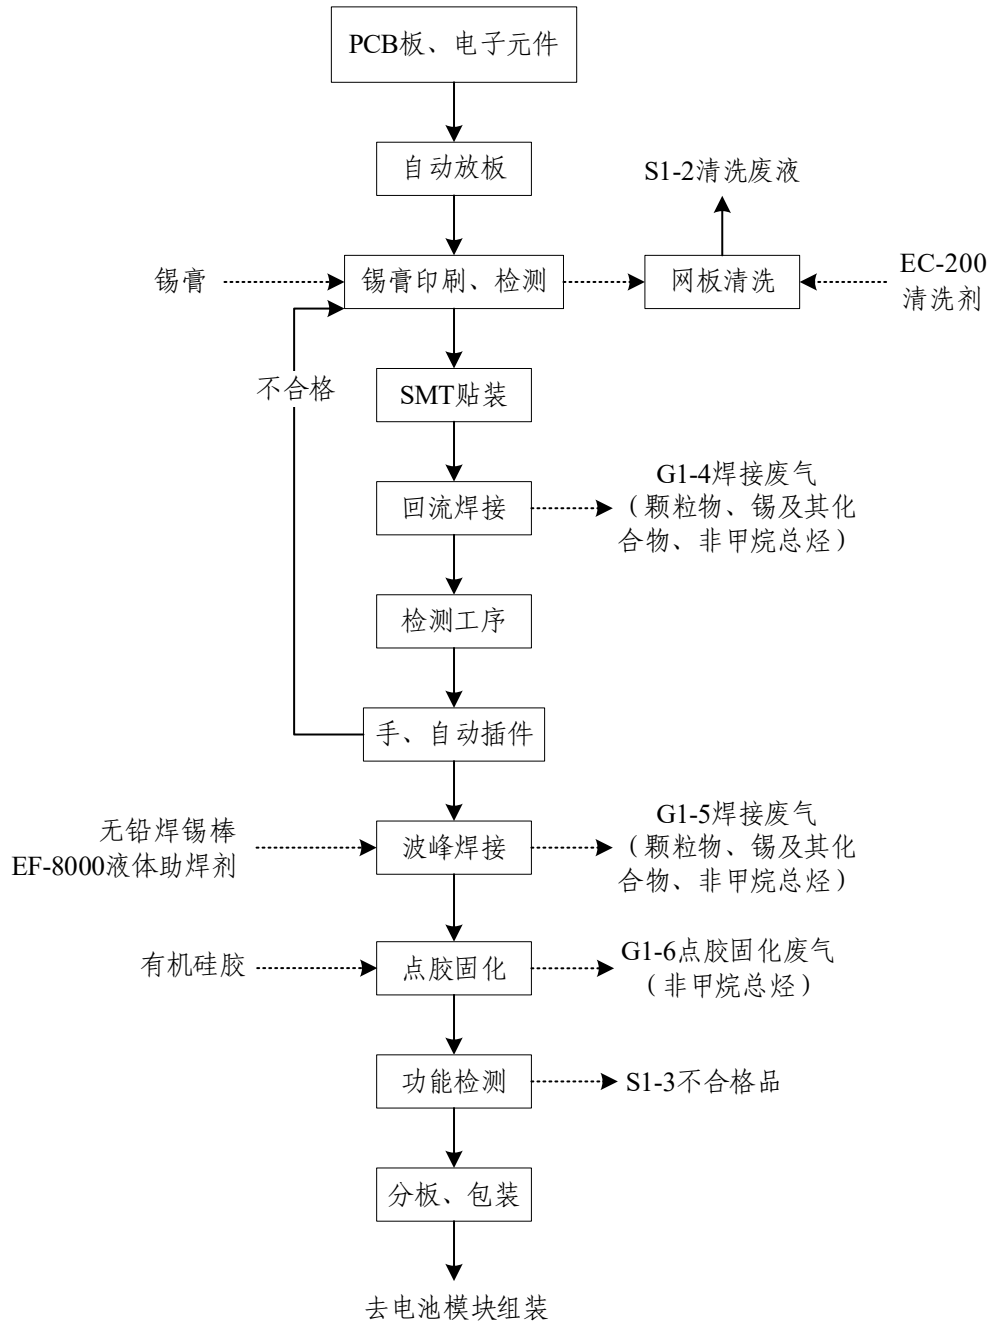 PCB板、电子元件
自动放板
S1-2清洗废液
锡膏
锡膏印刷、检测
网板清洗
EC-200
清洗剂
不合格
SMT贴装
回流焊接
G1-4焊接废气
（颗粒物、锡及其化
合物、非甲烷总烃）
检测工序
手、自动插件
无铅焊锡棒
EF-8000液体助焊剂
波峰焊接
G1-5焊接废气
（颗粒物、锡及其化
合物、非甲烷总烃）
有机硅胶
点胶固化
G1-6点胶固化废气
（非甲烷总烃）
功能检测
S1-3不合格品
分板、包装
去电池模块组装